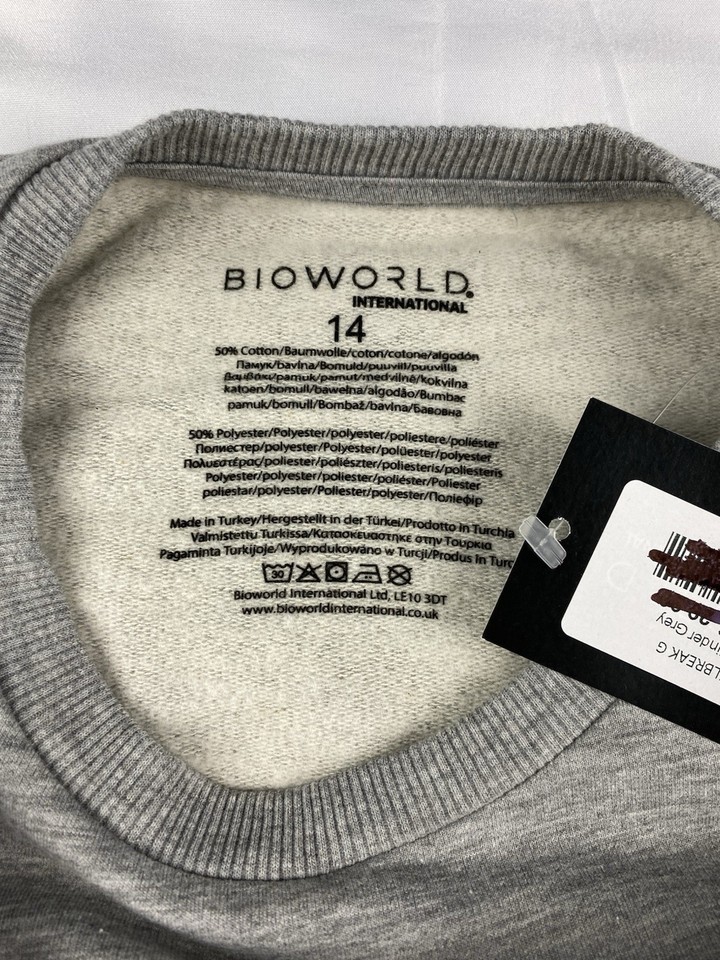 BIOWORLD
INTERNATIONAL
14
50% Cotton/Baumwolle/coton/cotone/algodón
Памук/bavlna/Bomuld/puuvill/puuvilla
Βαμβάκι/pamuk/pamut/medvilnė/kokvilna
katoen/bomull/bawełna/algodão/Bumbac
pamuk/bomull/Bombaž/bavlna/Бавовна
50% Polyester/Polyester/polyester/poliestere/poliéster
Полиестер/polyester/Polyester/polüester/polyester
Πολυεστέρας/poliester/poliészter/poliesteris/poliesteris
Polyester/polyester/poliester/poliéster/Poliester
poliestar/polyester/Poliester/polyester/Поліефір
Made in Turkey/Hergestellt in der Türkei/Prodotto in Turchia
Valmistettu Turkissa/Κατασκευάστηκε στην Τουρκία
Pagaminta Turkijoje/Wyprodukowano w Turcji/Produs în Turc
30
Bioworld International Ltd, LE10 3DT
www.bioworldinternational.co.uk
LBREAK G
inder Grey